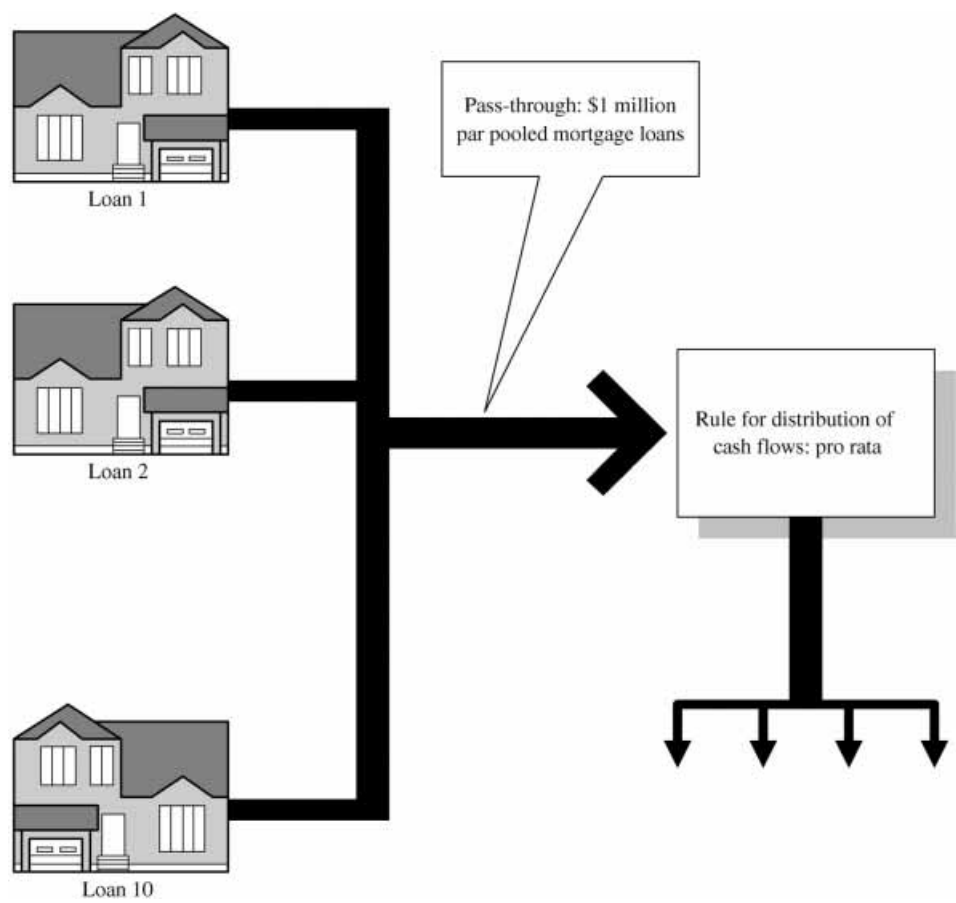 Pass-through: $1 million
par pooled mortgage loans
Loan 1
Loan 2
Rule for distribution of
cash flows: pro rata
Loan 10